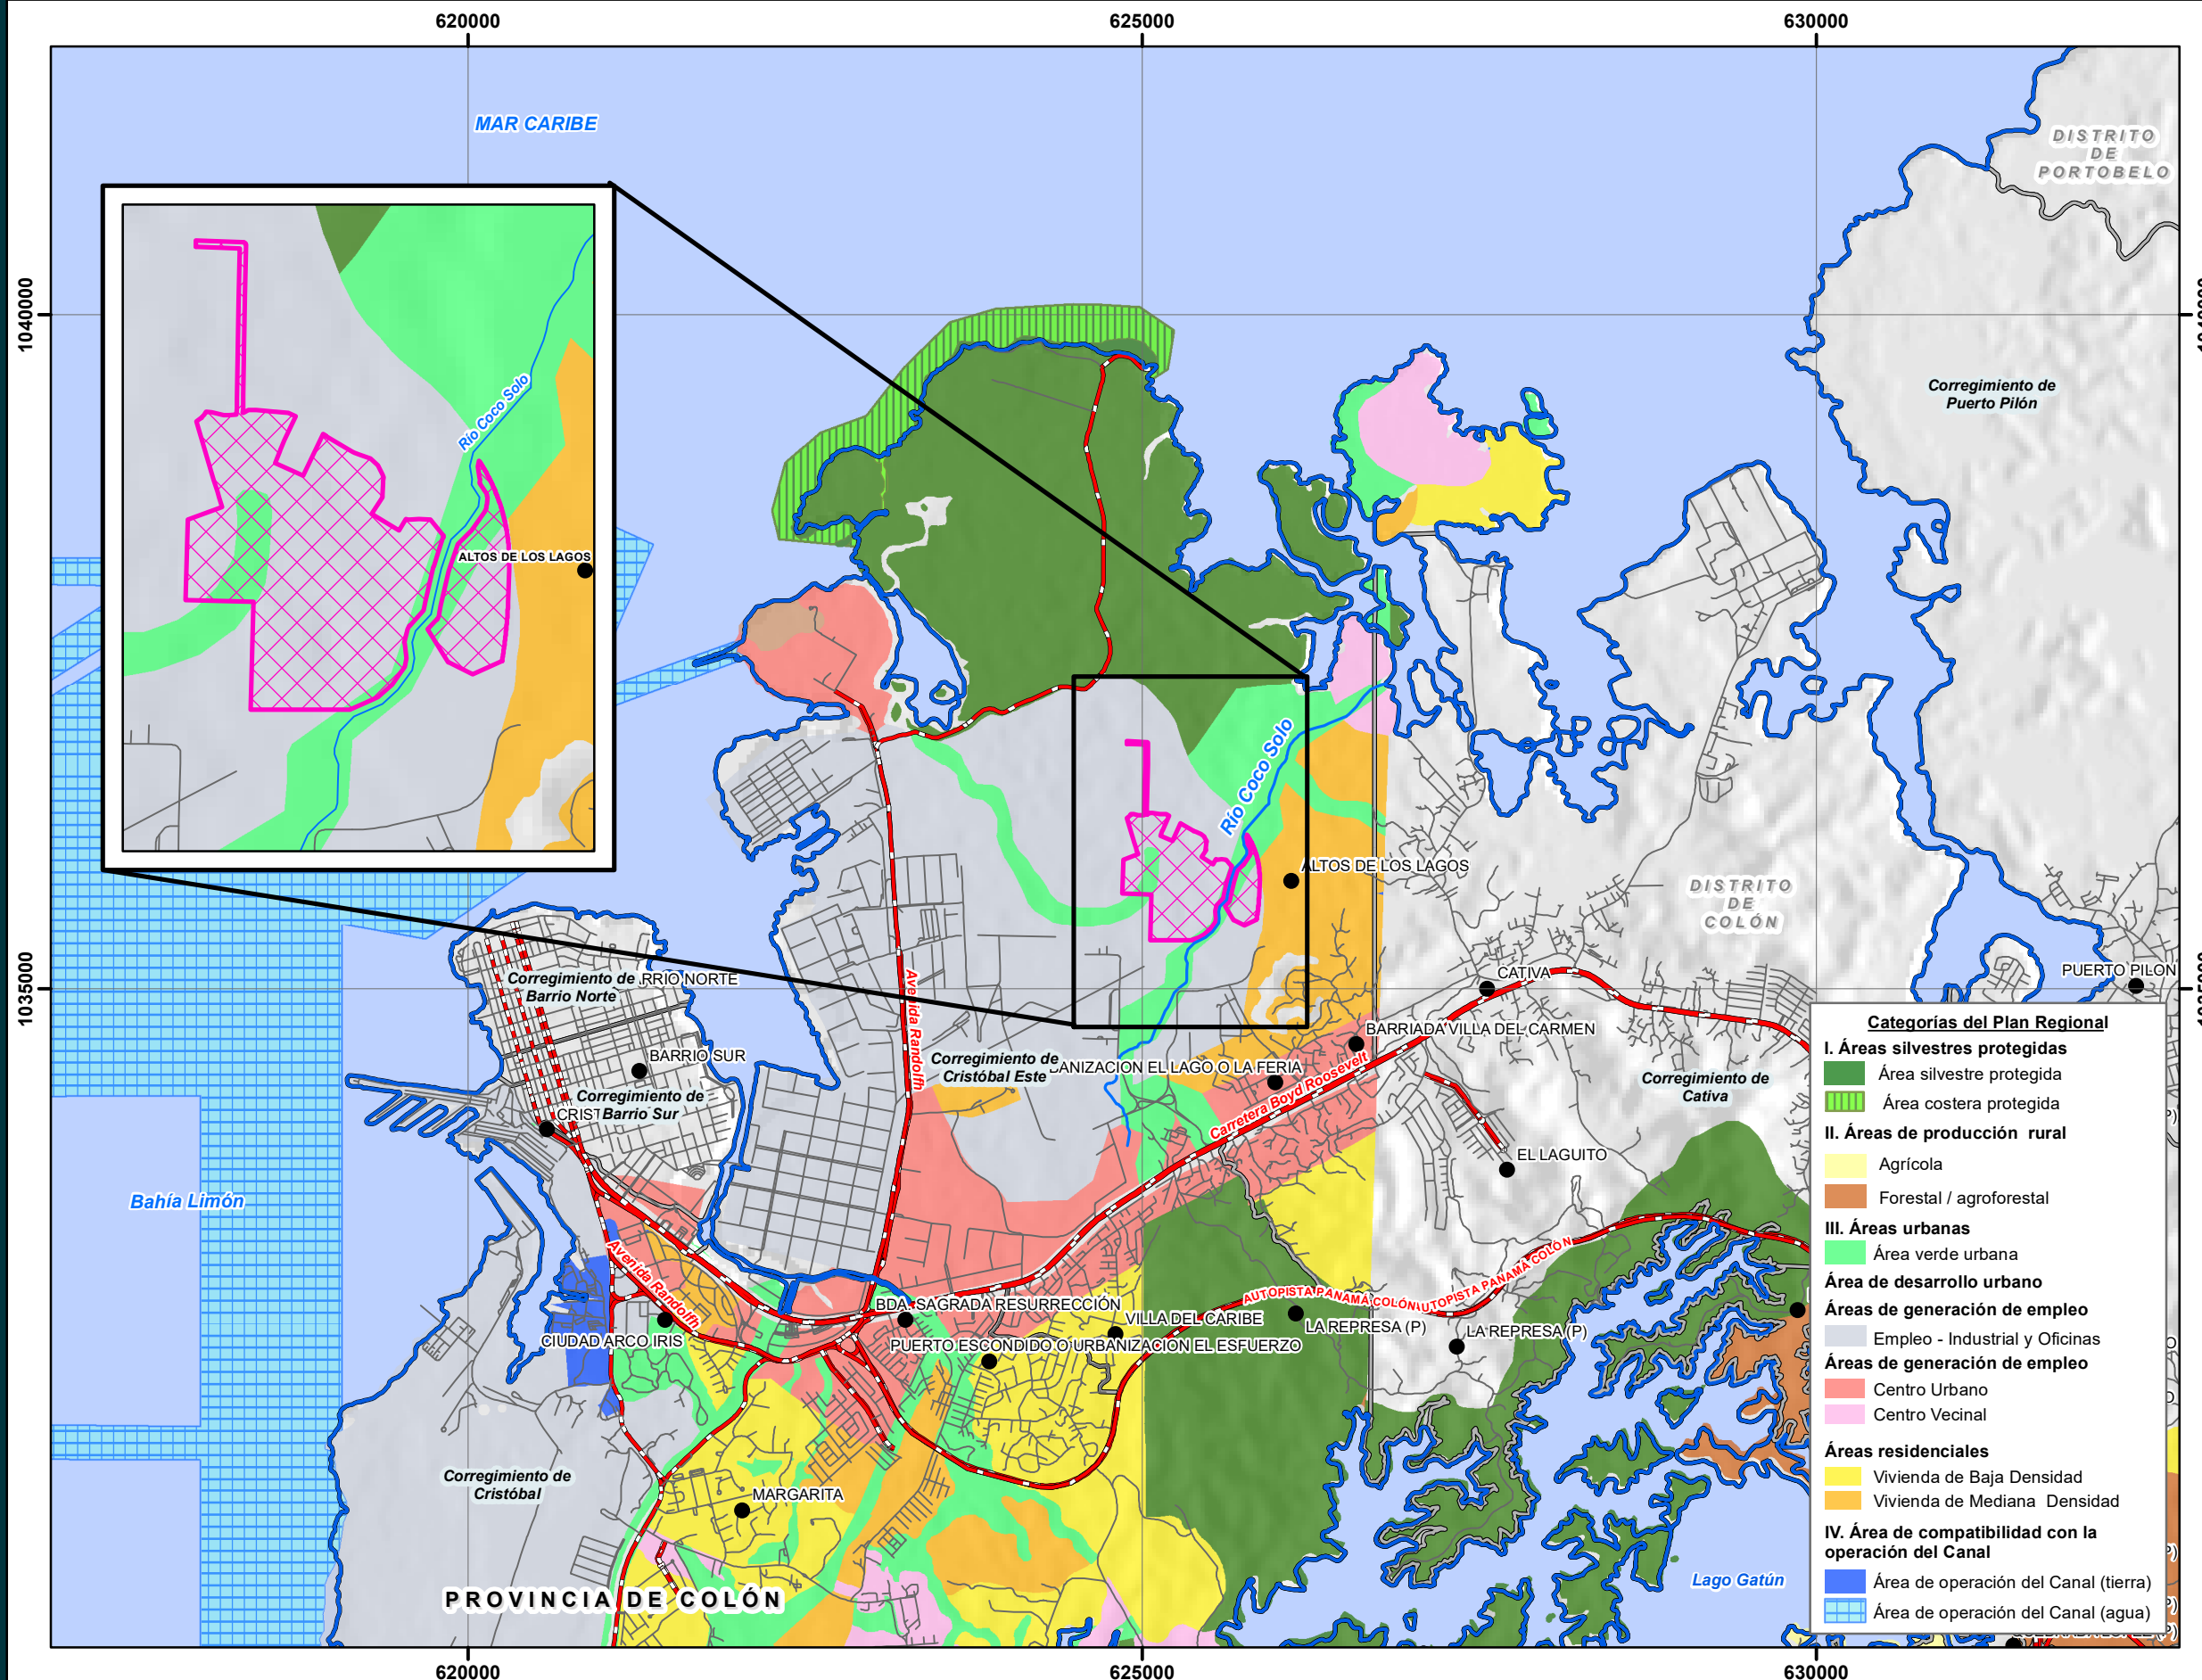 620000
625000
630000
MAR CARIBE
DISTRITO
DE
PORTOBELO
1040000
Río Coco Solo
Corregimiento de
Puerto Pilón
ALTOS DE LOS LAGOS
Río Coco Solo
ALTOS DE LOS LAGOS
DISTRITO
DE
COLÓN
1035000
Corregimiento de
Barrio Norte
ARRIO NORTE
Avenida Randolfh
CATIVA
PUERTO PILON
BARRIADA VILLA DEL CARMEN
BARRIO SUR
Corregimiento de
Cristóbal Este
BANIZACION EL LAGO O LA FERIA
Corregimiento de
Barrio Sur
CRIST
Carretera Boyd Roosevelt
Corregimiento de
Cativa
EL LAGUITO
Bahía Limón
Avenida Randolfh
AUTOPISTA PANAMÁ COLÓN
UTOPISTA PANAMÁ COLÓN
BDA. SAGRADA RESURRECCIÓN
VILLA DEL CARIBE
LA REPRESA (P)
LA REPRESA (P)
CIUDAD ARCO IRIS
PUERTO ESCONDIDO O URBANIZACION EL ESFUERZO
Corregimiento de
Cristóbal
MARGARITA
PROVINCIA DE COLÓN
Lago Gatún
Categorías del Plan Regional
I. Áreas silvestres protegidas
Área silvestre protegida
Área costera protegida
II. Áreas de producción rural
Agrícola
Forestal / agroforestal
III. Áreas urbanas
Área verde urbana
Área de desarrollo urbano
Áreas de generación de empleo
Empleo - Industrial y Oficinas
Áreas de generación de empleo
Centro Urbano
Centro Vecinal
Áreas residenciales
Vivienda de Baja Densidad
Vivienda de Mediana Densidad
IV. Área de compatibilidad con la
operación del Canal
Área de operación del Canal (tierra)
Área de operación del Canal (agua)
620000
625000
630000